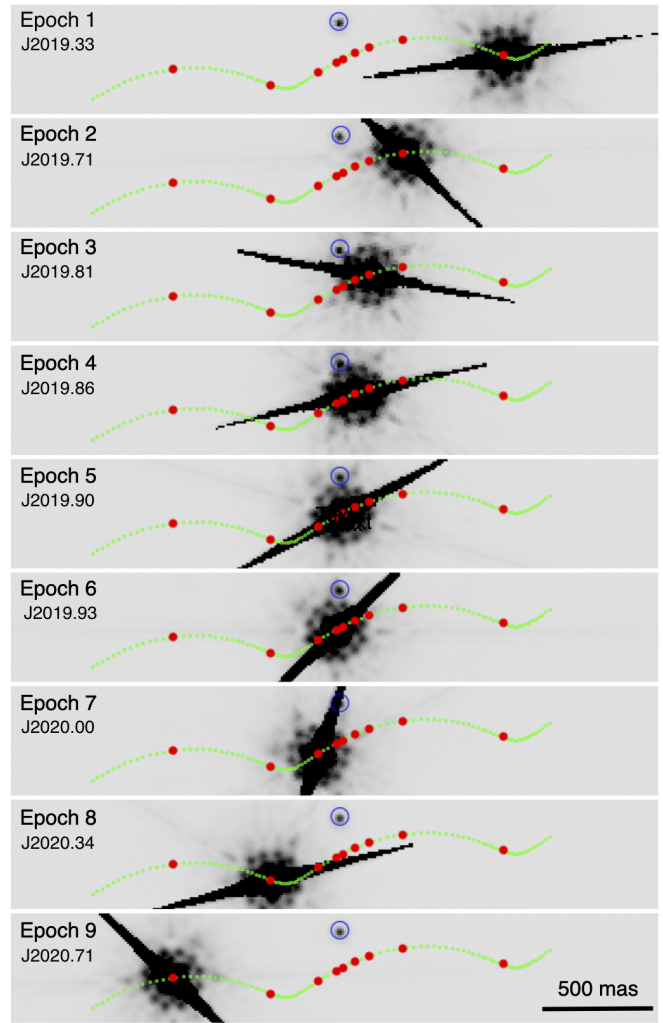 Epoch 1
J2019.33
Epoch 2
J2019.71
Epoch 3
J2019.81
Epoch 4
J2019.86
Epoch 5
J2019.90
Epoch 6
J2019.93
Epoch 7
J2020.00
Epoch 8
J2020.34
Epoch 9
J2020.71
500 mas